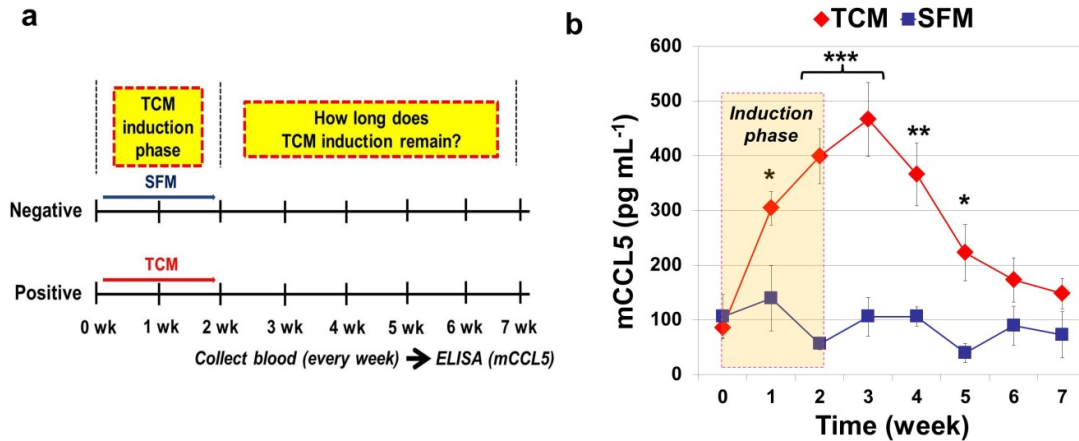 a
TCM
induction
phase
How long does
TCM induction remain?
SFM
Negative
TCM
Positive
0 wk 1 wk 2 wk 3 wk 4 wk 5 wk 6 wk 7 wk
Collect blood (every week) → ELISA (mCCL5)
b
TCM SFM
mCCL5 (pg mL-1)
600
500
400
300
200
100
0
Induction
phase
*
***
**
*
0 1 2 3 4 5 6 7
Time (week)